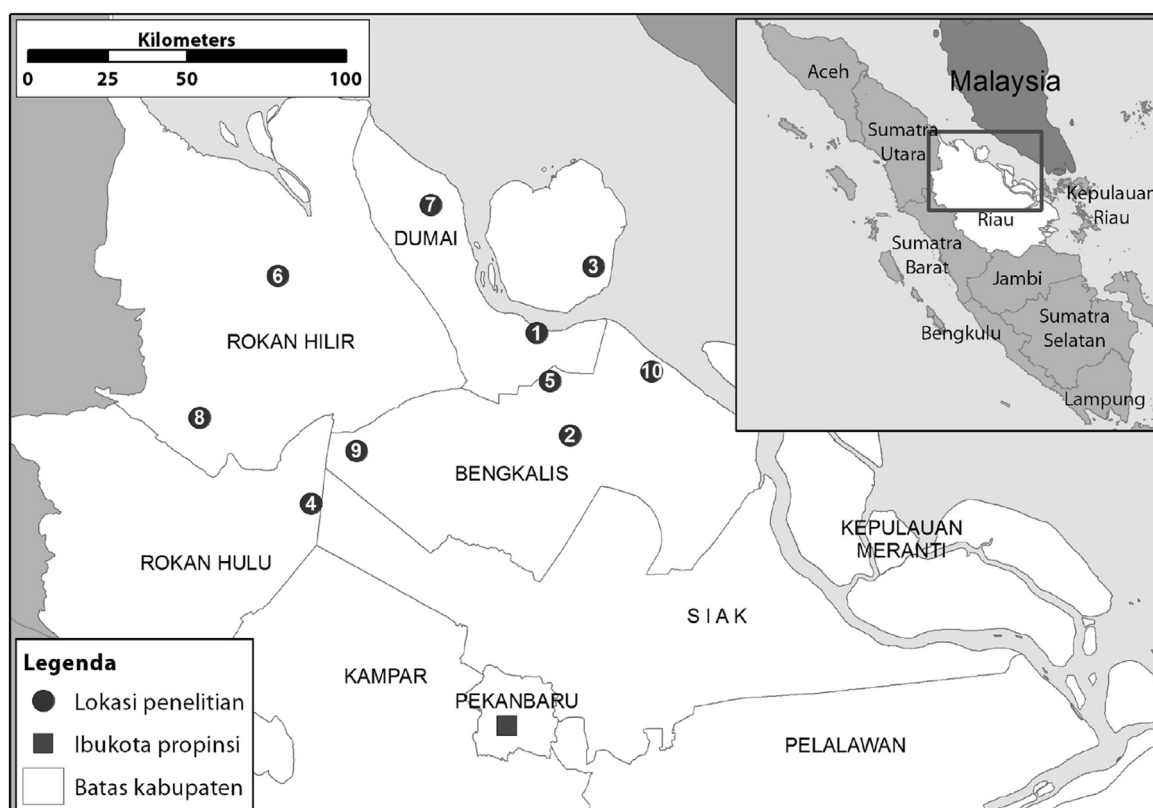 Kilometers
0 25 50 100
7
DUMAI
3
6
1
ROKAN HILIR
5
10
8
2
9
BENGKALIS
4
KEPULAUAN
MERANTI
ROKAN HULU
SIAK
KAMPAR
PEKANBARU
PELALAWAN
Legenda
Lokasi penelitian
Ibukota propinsi
Batas kabupaten
Aceh
Malaysia
Sumatra
Utara
Kepulauan
Riau
Riau
Sumatra
Barat
Jambi
Bengkulu
Sumatra
Selatan
Lampung